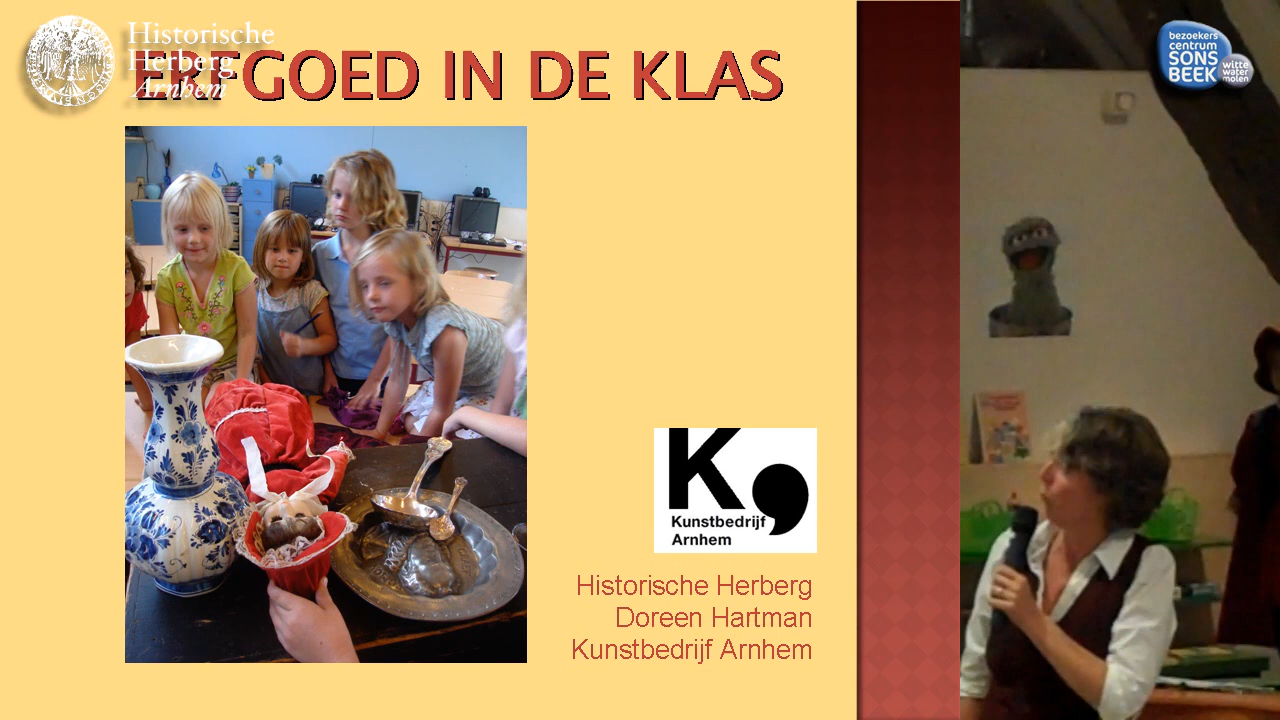 Historische
Herberg
Arnhem
ERFGOED IN DE KLAS
bezoekers
centrum
SONS
BEEK
witte
water
molen
K,
Kunstbedrijf
Arnhem
Historische Herberg
Doreen Hartman
Kunstbedrijf Arnhem